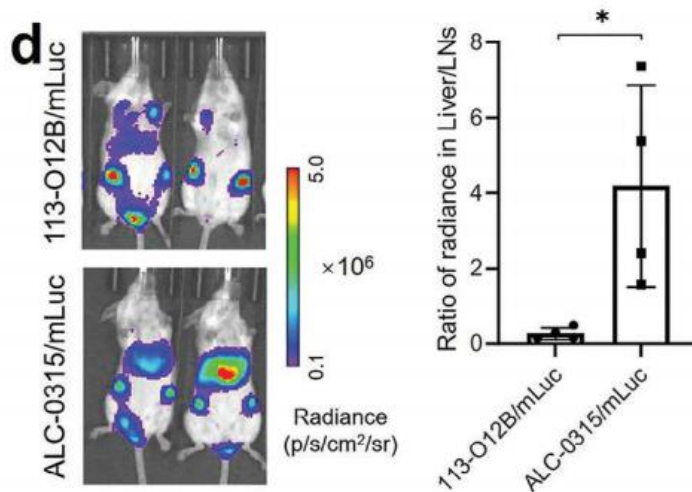 d
113-O12B/mLuc
ALC-0315/mLuc
5.0
×10⁶
0.1
Radiance
(p/s/cm²/sr)
*
Ratio of radiance in Liver/LNs
8
6
4
2
0
113-O12B/mLuc
ALC-0315/mLuc